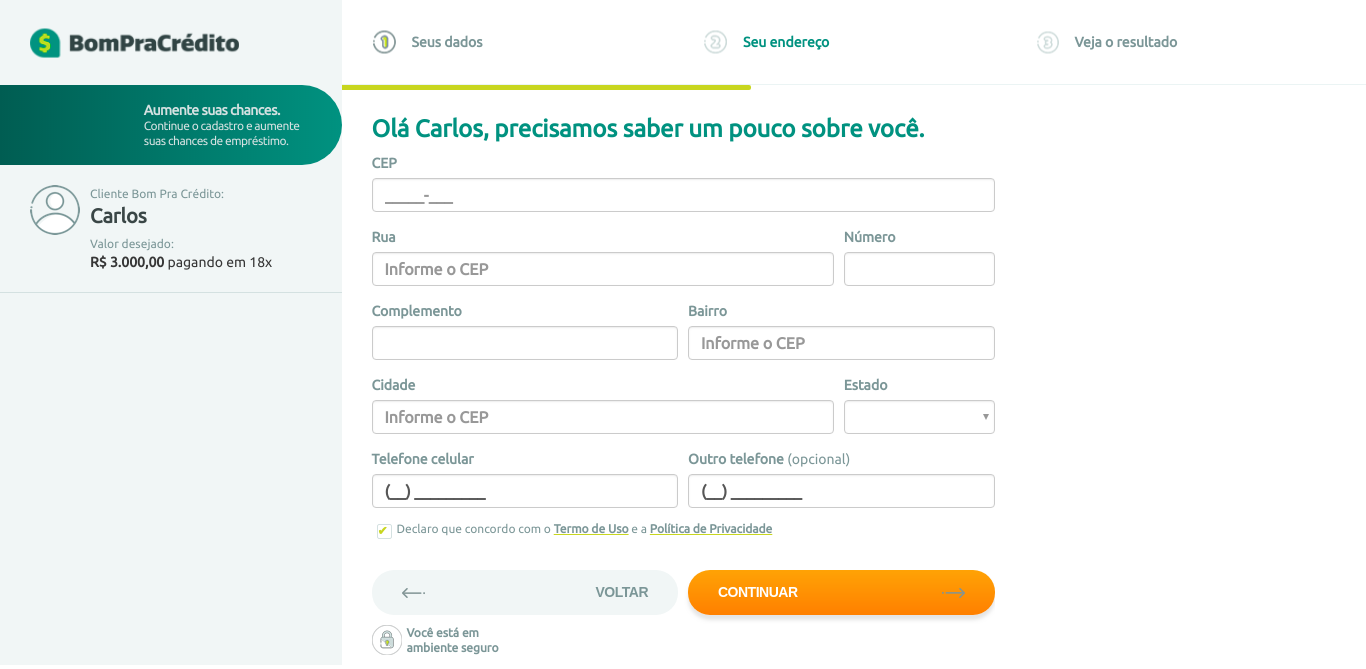 BomPraCrédito
1 Seus dados
2 Seu endereço
3 Veja o resultado
Aumente suas chances.
Continue o cadastro e aumente
suas chances de empréstimo.
Cliente Bom Pra Crédito:
Carlos
Valor desejado:
R$ 3.000,00 pagando em 18x
Olá Carlos, precisamos saber um pouco sobre você.
CEP
_____-___
Rua
Número
Informe o CEP
Complemento
Bairro
Informe o CEP
Cidade
Estado
Informe o CEP
Telefone celular
Outro telefone (opcional)
(__) _________
(__) _________
Declaro que concordo com o Termo de Uso e a Política de Privacidade
VOLTAR
CONTINUAR
Você está em
ambiente seguro